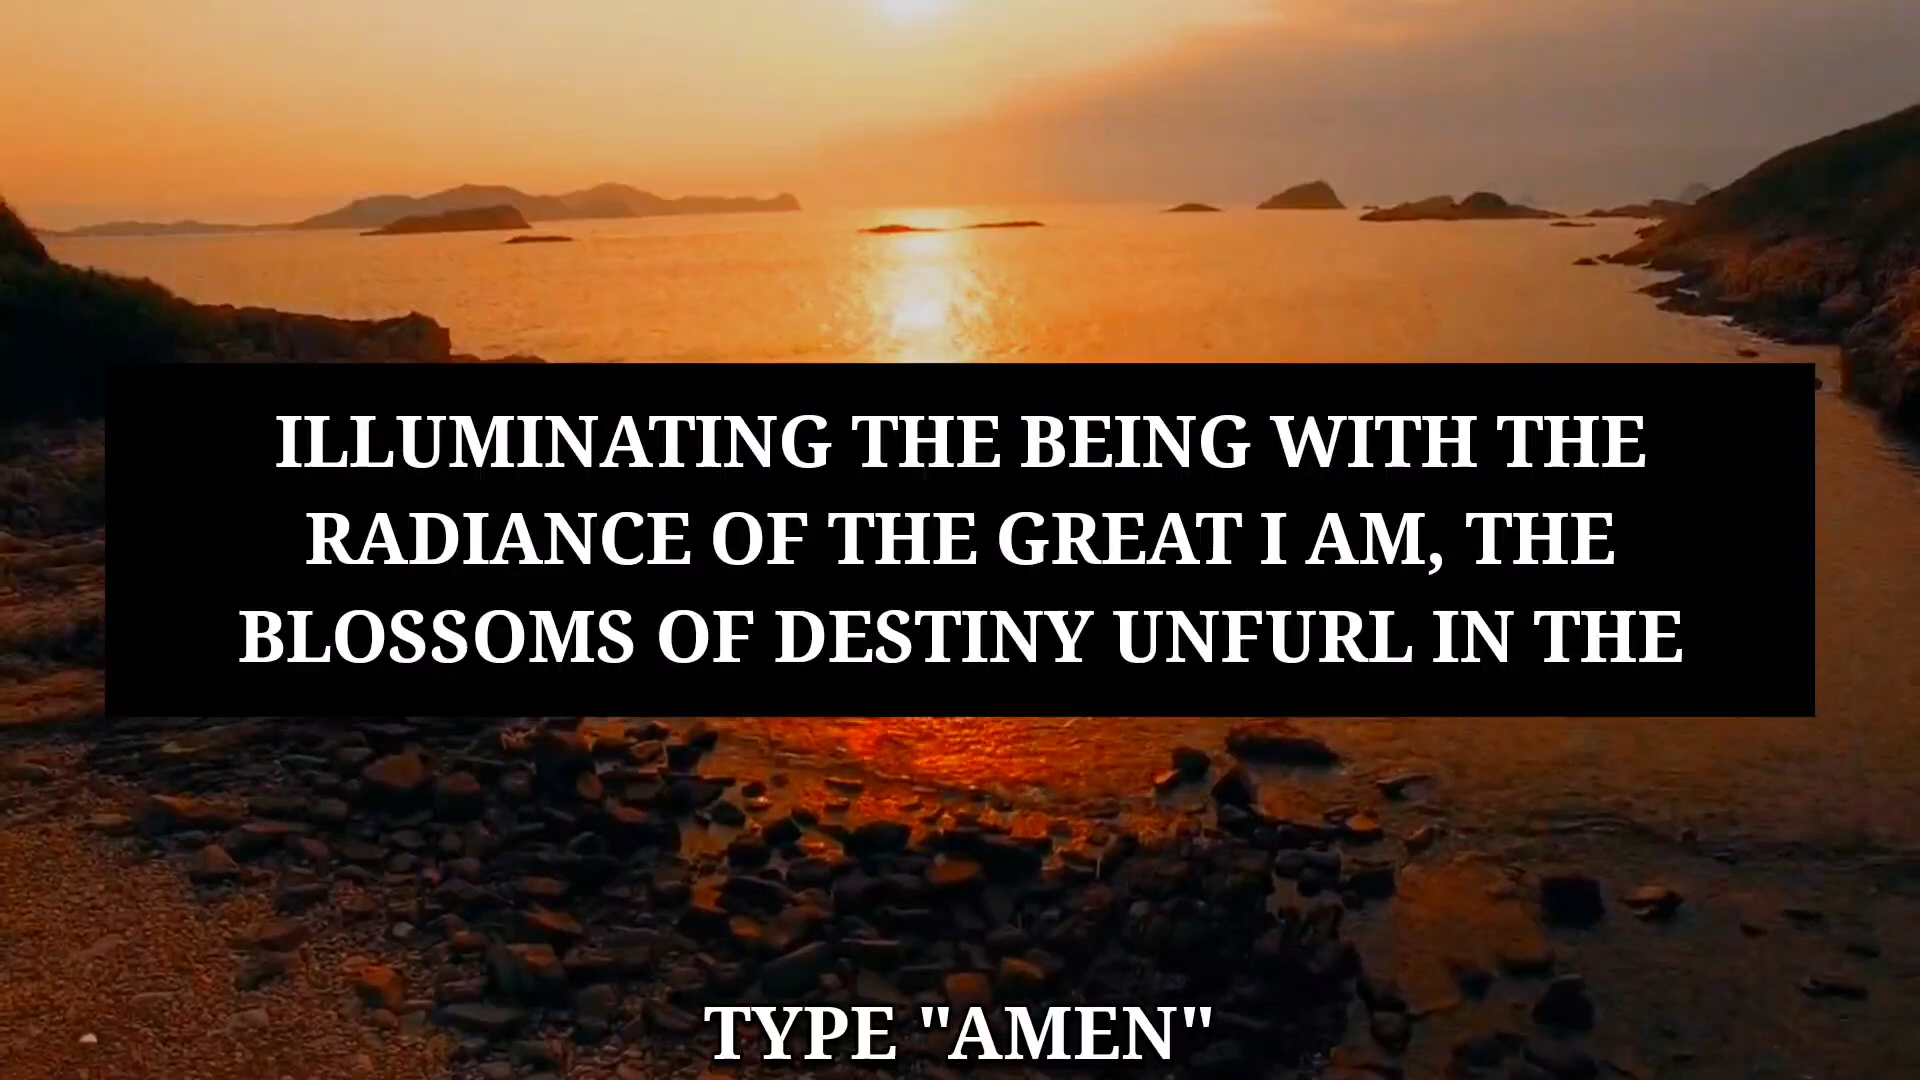 ILLUMINATING THE BEING WITH THE
RADIANCE OF THE GREAT I AM, THE
BLOSSOMS OF DESTINY UNFURL IN THE
TYPE "AMEN"